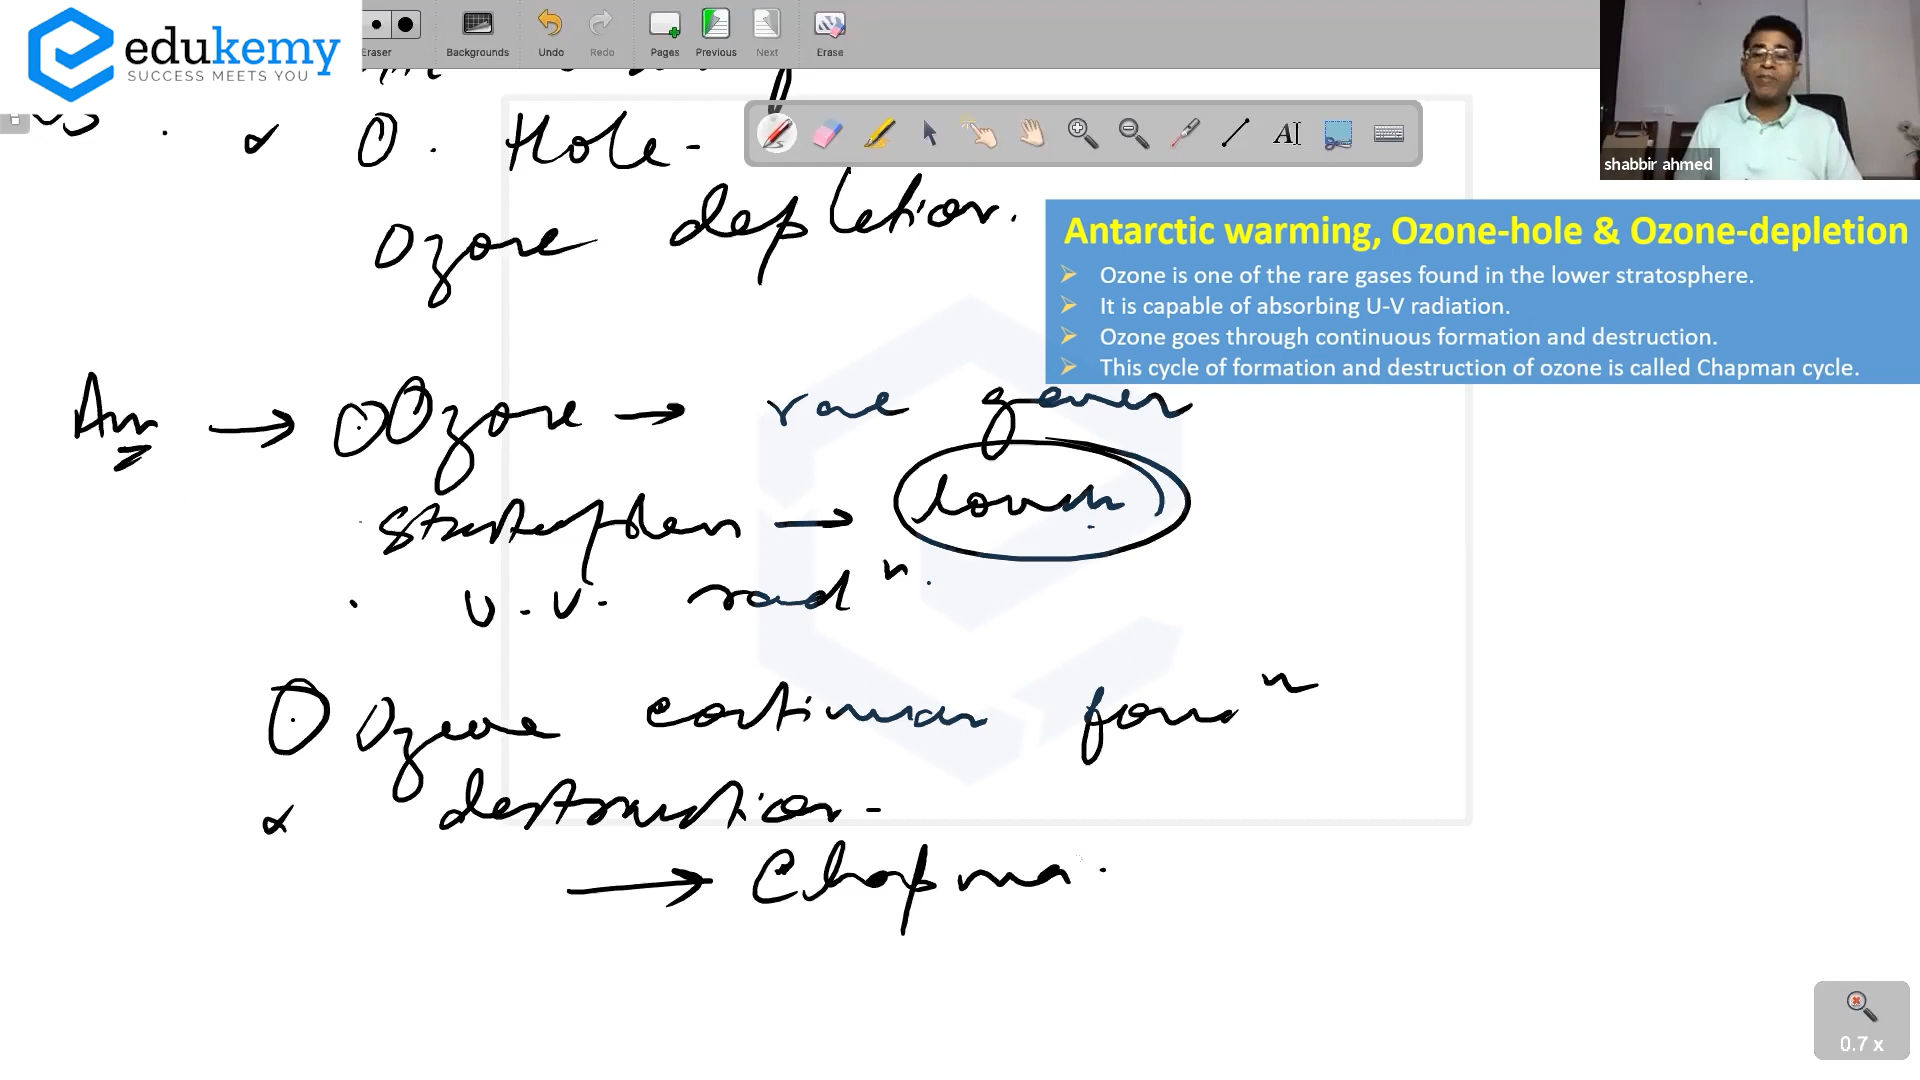 edukemy
SUCCESS MEETS YOU
Eraser
Backgrounds
Undo
Redo
Pages
Previous
Next
Erase
shabbir ahmed
& O. Hole-
Ozone depletion.
Antarctic warming, Ozone-hole & Ozone-depletion
Ozone is one of the rare gases found in the lower stratosphere.
It is capable of absorbing U-V radiation.
Ozone goes through continuous formation and destruction.
This cycle of formation and destruction of ozone is called Chapman cycle.
Ans → Ozone → rare gases
→ lower
U.V. radn.
Ozone continuous formn
& destruction-
→ Chapma
0.7 x